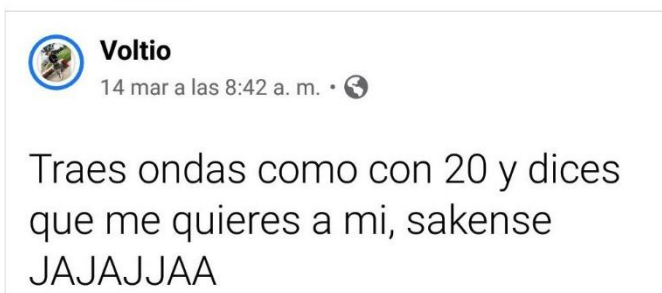 Voltio
14 mar a las 8:42 a. m. •
Traes ondas como con 20 y dices
que me quieres a mi, sakense
JAJAJJAA